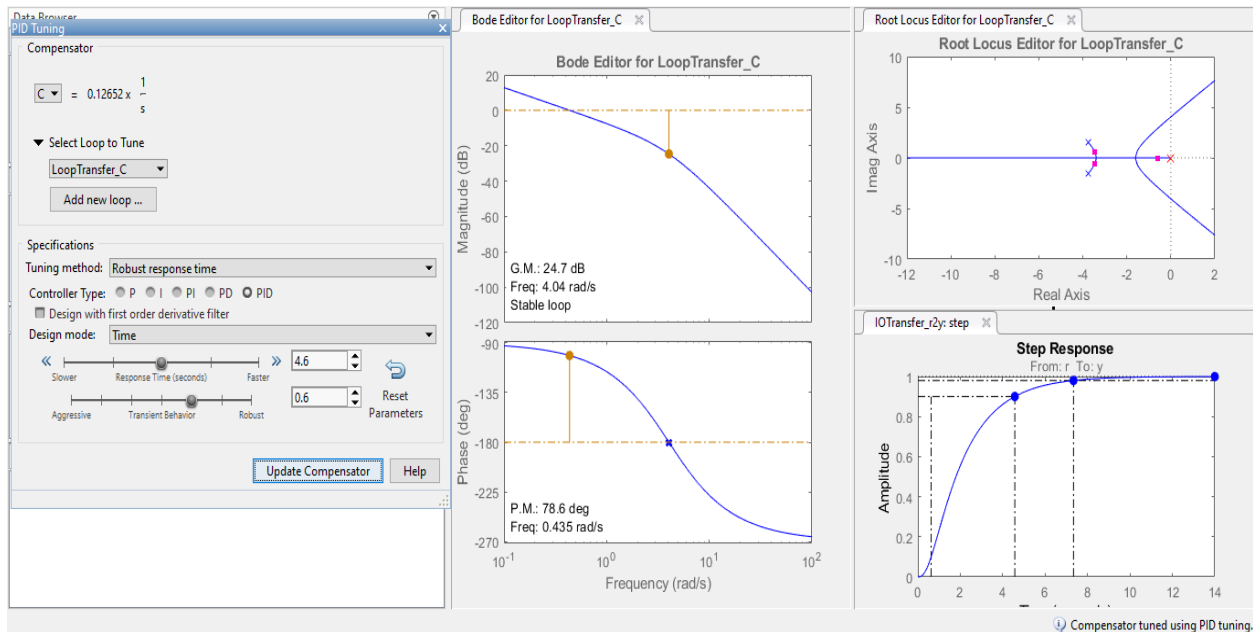 Data Browser
PID Tuning
X
Compensator
C = 0.12652 x 1
s
Select Loop to Tune
LoopTransfer_C
Add new loop ...
Specifications
Tuning method: Robust response time
Controller Type: P I PI PD PID
Design with first order derivative filter
Design mode: Time
« » 4.6
Slower Response Time (seconds) Faster
0.6
Aggressive Transient Behavior Robust
Reset
Parameters
Update Compensator Help
Bode Editor for LoopTransfer_C
Bode Editor for LoopTransfer_C
20
0
-20
-40
-60
-80
-100
-120
Magnitude (dB)
G.M.: 24.7 dB
Freq: 4.04 rad/s
Stable loop
-90
-135
-180
-225
-270
Phase (deg)
P.M.: 78.6 deg
Freq: 0.435 rad/s
10⁻¹ 10⁰ 10¹ 10²
Frequency (rad/s)
Root Locus Editor for LoopTransfer_C
Root Locus Editor for LoopTransfer_C
10
5
0
-5
-10
Imag Axis
-12 -10 -8 -6 -4 -2 0 2
Real Axis
IOTransfer_r2y: step
Step Response
From: r To: y
1
0.8
0.6
0.4
0.2
0
Amplitude
0 2 4 6 8 10 12 14
Compensator tuned using PID tuning.